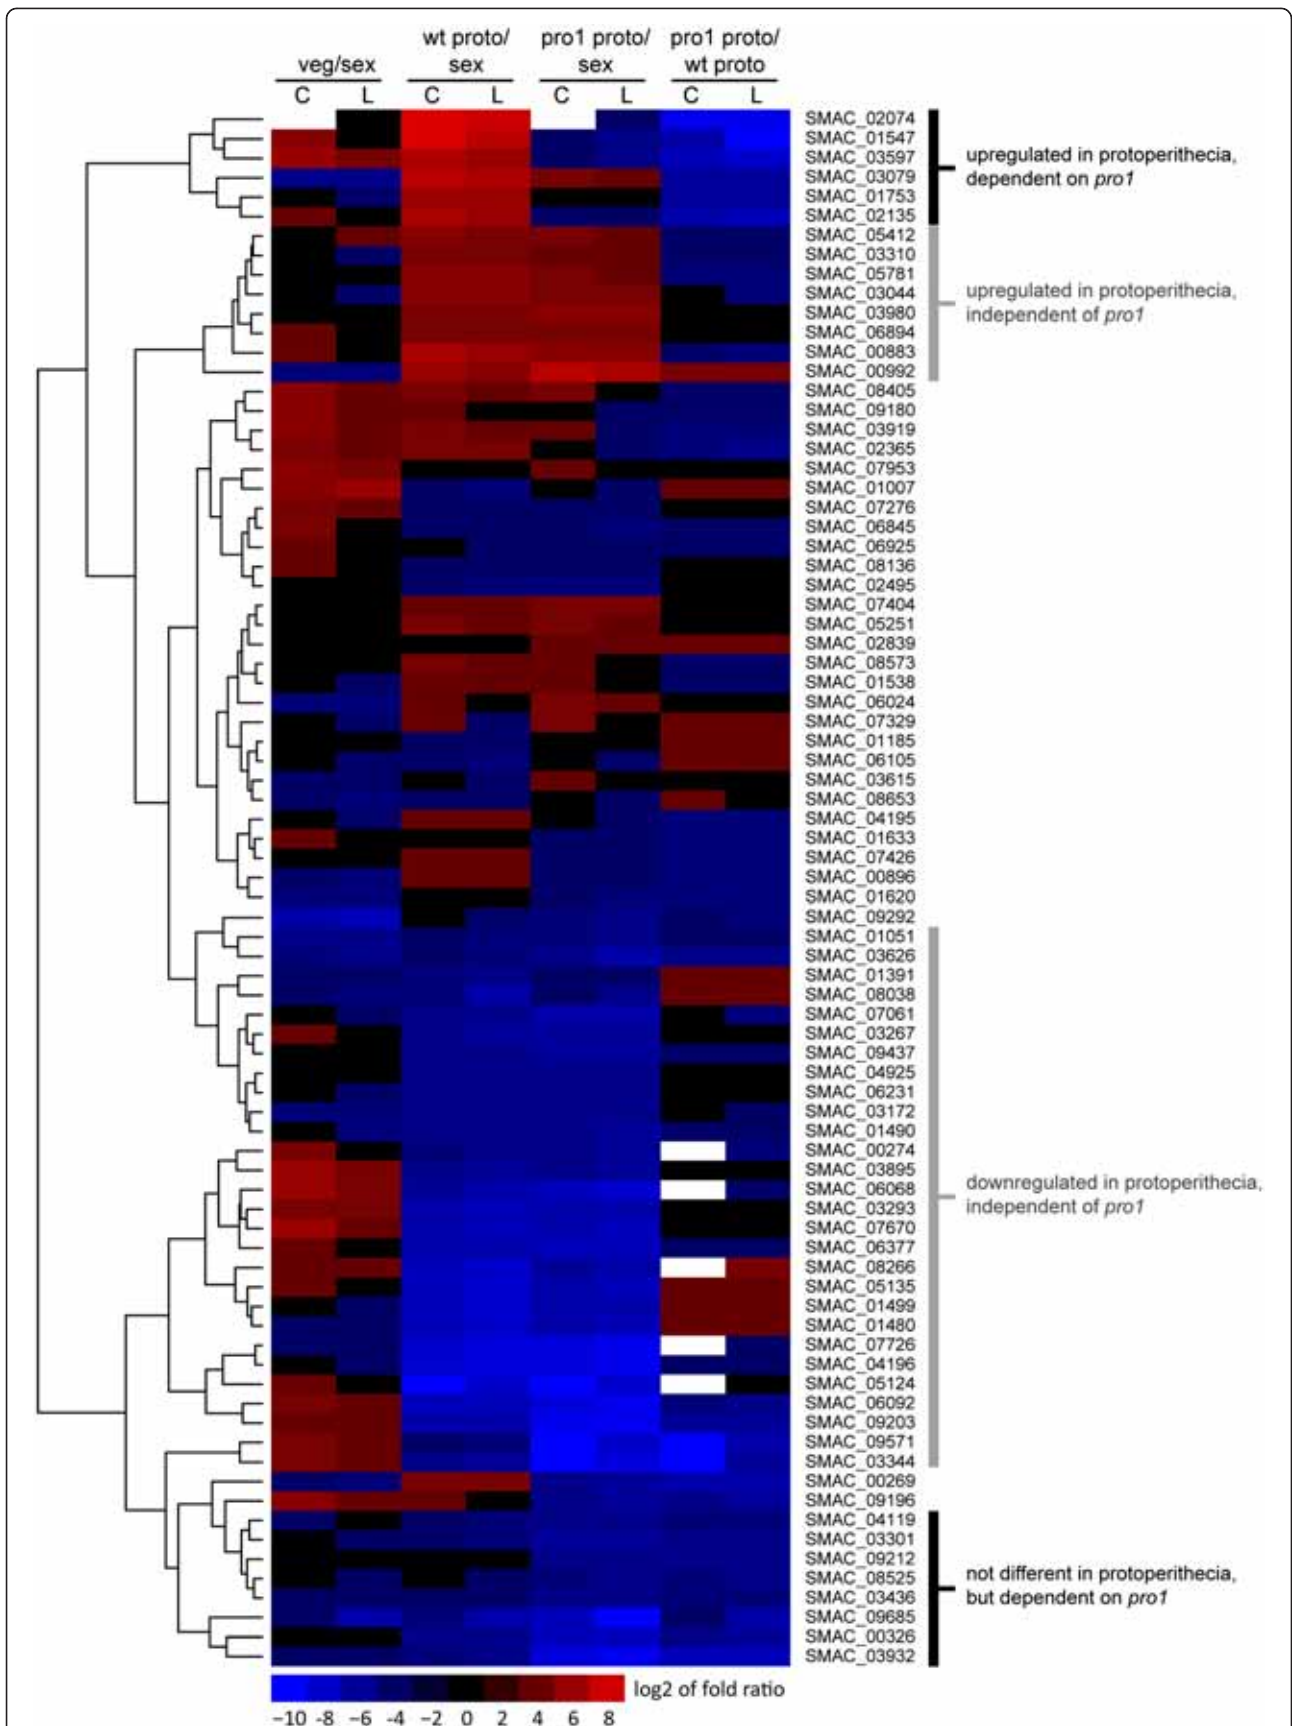 wt proto/ pro1 proto/ pro1 proto/
veg/sex sex sex wt proto
C L C L C L C L
SMAC_02074
SMAC_01547
SMAC_03597
SMAC_03079
SMAC_01753
SMAC_02135
upregulated in protoperithecia,
dependent on pro1
SMAC_05412
SMAC_03310
SMAC_05781
SMAC_03044
SMAC_03980
SMAC_06894
SMAC_00883
SMAC_00992
upregulated in protoperithecia,
independent of pro1
SMAC_08405
SMAC_09180
SMAC_03919
SMAC_02365
SMAC_07953
SMAC_01007
SMAC_07276
SMAC_06845
SMAC_06925
SMAC_08136
SMAC_02495
SMAC_07404
SMAC_05251
SMAC_02839
SMAC_08573
SMAC_01538
SMAC_06024
SMAC_07329
SMAC_01185
SMAC_06105
SMAC_03615
SMAC_08653
SMAC_04195
SMAC_01633
SMAC_07426
SMAC_00896
SMAC_01620
SMAC_09292
SMAC_01051
SMAC_03626
SMAC_01391
SMAC_08038
SMAC_07061
SMAC_03267
SMAC_09437
SMAC_04925
SMAC_06231
SMAC_03172
SMAC_01490
SMAC_00274
SMAC_03895
SMAC_06068
SMAC_03293
SMAC_07670
SMAC_06377
SMAC_08266
SMAC_05135
SMAC_01499
SMAC_01480
SMAC_07726
SMAC_04196
SMAC_05124
SMAC_06092
SMAC_09203
SMAC_09571
SMAC_03344
downregulated in protoperithecia,
independent of pro1
SMAC_00269
SMAC_09196
SMAC_04119
SMAC_03301
SMAC_09212
SMAC_08525
SMAC_03436
SMAC_09685
SMAC_00326
SMAC_03932
not different in protoperithecia,
but dependent on pro1
log2 of fold ratio
−10 -8 −6 -4 −2 0 2 4 6 8